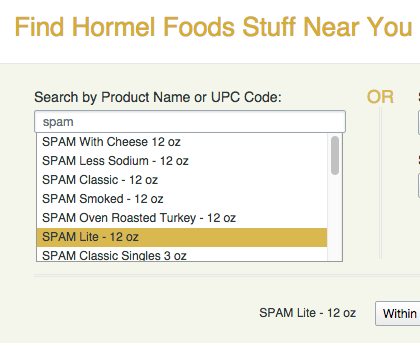 Find Hormel Foods Stuff Near You
Search by Product Name or UPC Code:
OR
spam
SPAM With Cheese 12 oz
SPAM Less Sodium - 12 oz
SPAM Classic - 12 oz
SPAM Smoked - 12 oz
SPAM Oven Roasted Turkey - 12 oz
SPAM Lite - 12 oz
SPAM Classic Singles 3 oz
SPAM Lite - 12 oz
Within